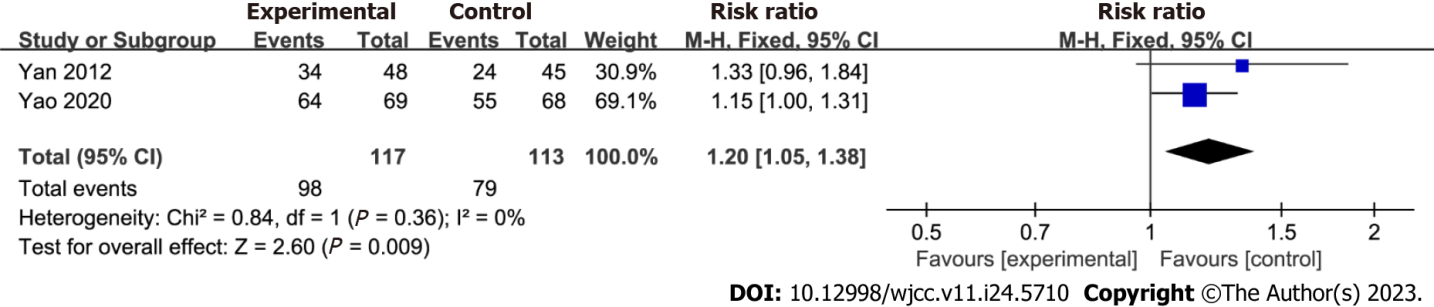 Experimental Control Risk ratio Risk ratio
Study or Subgroup Events Total Events Total Weight M-H, Fixed, 95% CI M-H, Fixed, 95% CI
Yan 2012 34 48 24 45 30.9% 1.33 [0.96, 1.84]
Yao 2020 64 69 55 68 69.1% 1.15 [1.00, 1.31]
Total (95% CI) 117 113 100.0% 1.20 [1.05, 1.38]
Total events 98 79
Heterogeneity: Chi² = 0.84, df = 1 (P = 0.36); I² = 0%
Test for overall effect: Z = 2.60 (P = 0.009)
0.5 0.7 1 1.5 2
Favours [experimental] Favours [control]
DOI: 10.12998/wjcc.v11.i24.5710 Copyright ©The Author(s) 2023.